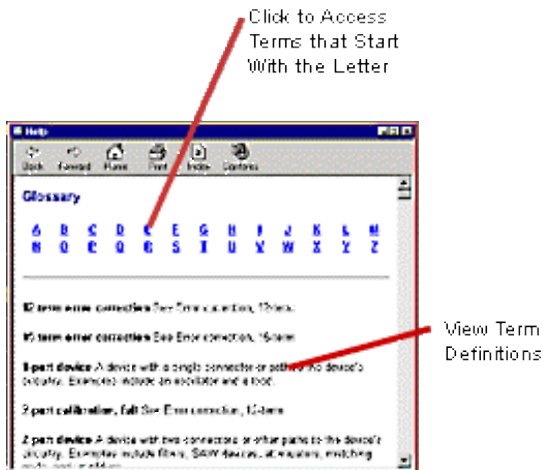 Click to Access
Terms that Start
With the Letter
Help
Back Forward Home Print Index Contents
Glossary
A B C D E F G H I J K L M
N O P Q R S T U V W X Y Z
12 term error correction See Error correction, 12-term
16 term error correction See Error correction, 16-term
1-port device A device with a single connector or path to the device's
circuitry. Examples include an oscillator and a load.
View Term
Definitions
2-port calibration, full See Error correction, 12-term
2 port device A device with two connectors or other paths to the device's
circuitry. Examples include filters, SAW devices, attenuators, matching